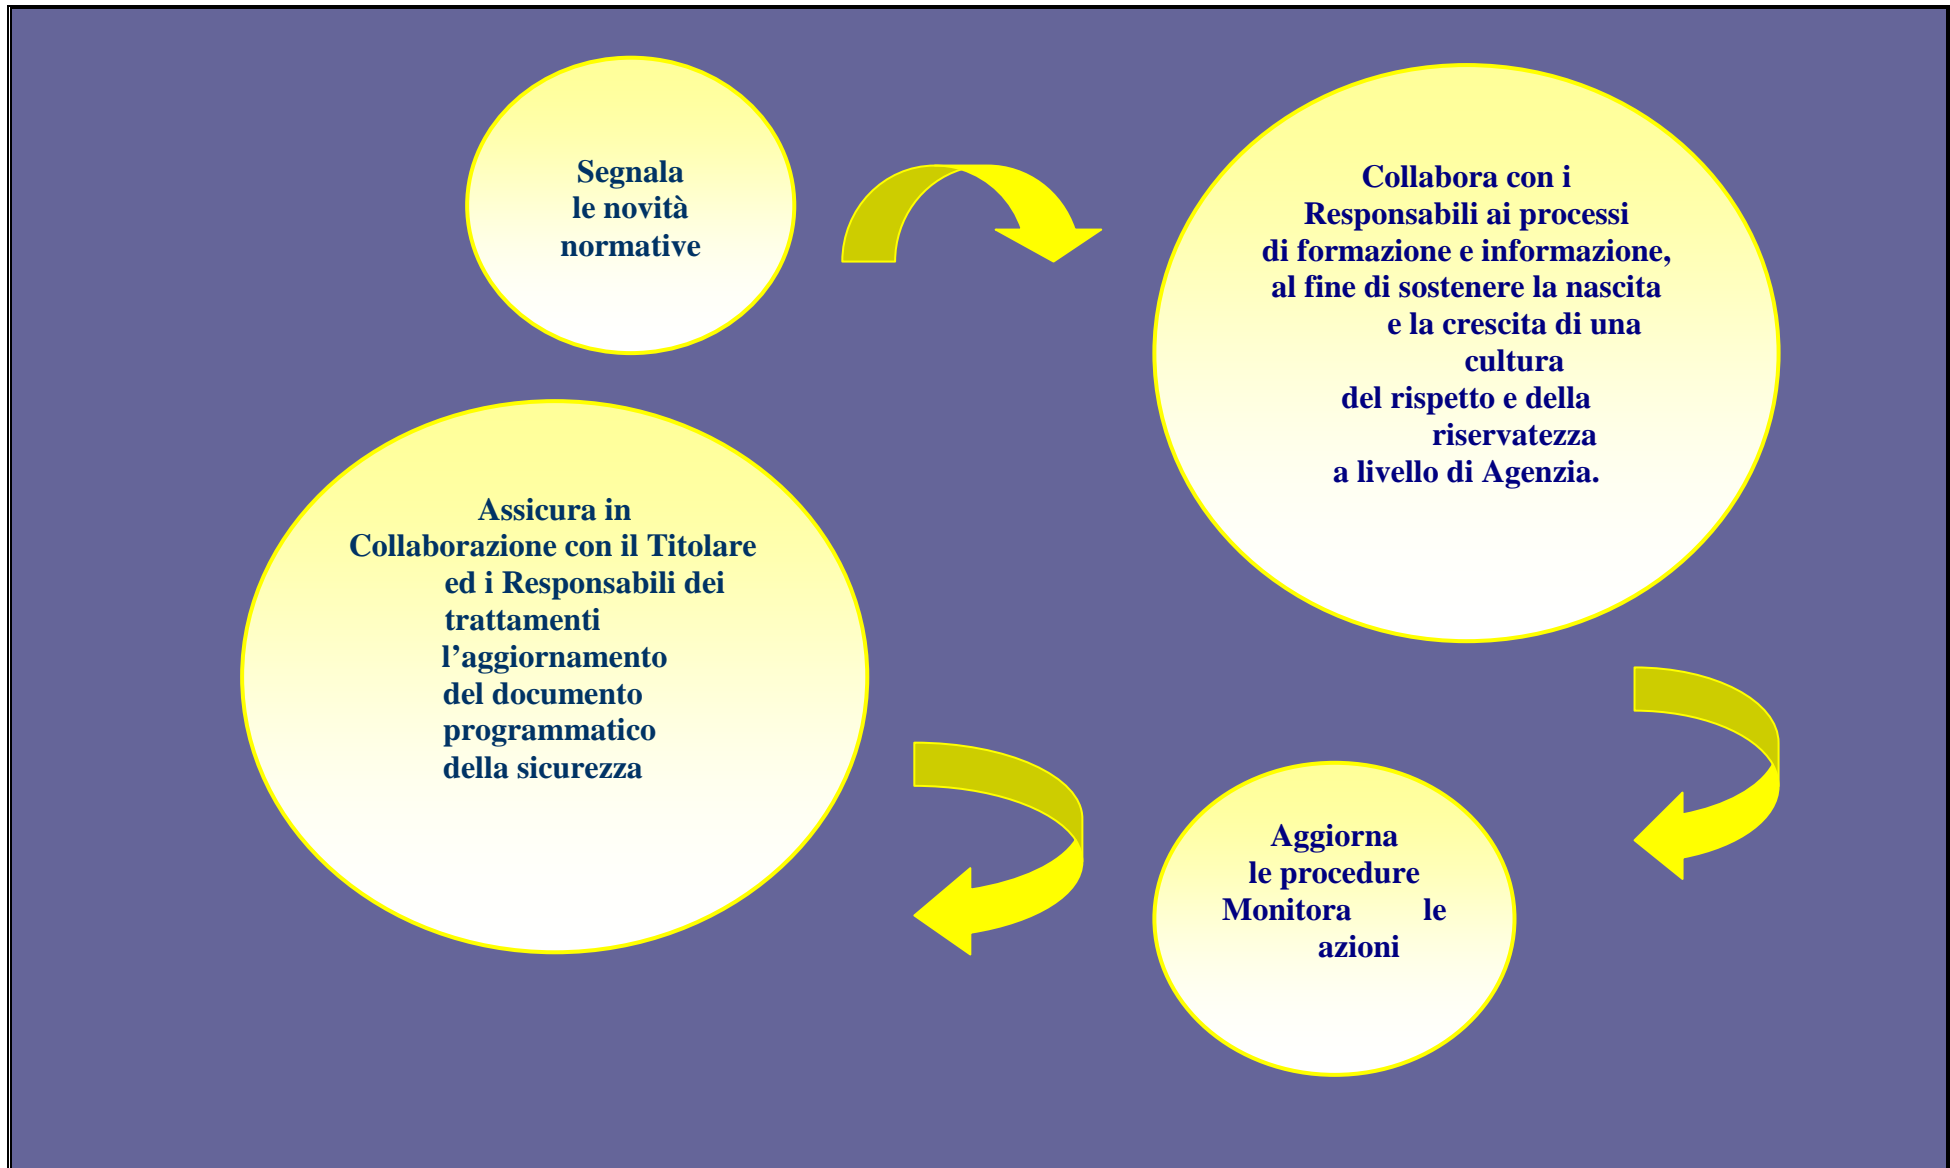 Segnala
le novità
normative
Collabora con i
Responsabili ai processi
di formazione e informazione,
al fine di sostenere la nascita
e la crescita di una
cultura
del rispetto e della
riservatezza
a livello di Agenzia.
Assicura in
Collaborazione con il Titolare
ed i Responsabili dei
trattamenti
l’aggiornamento
del documento
programmatico
della sicurezza
Aggiorna
le procedure
Monitora le
azioni